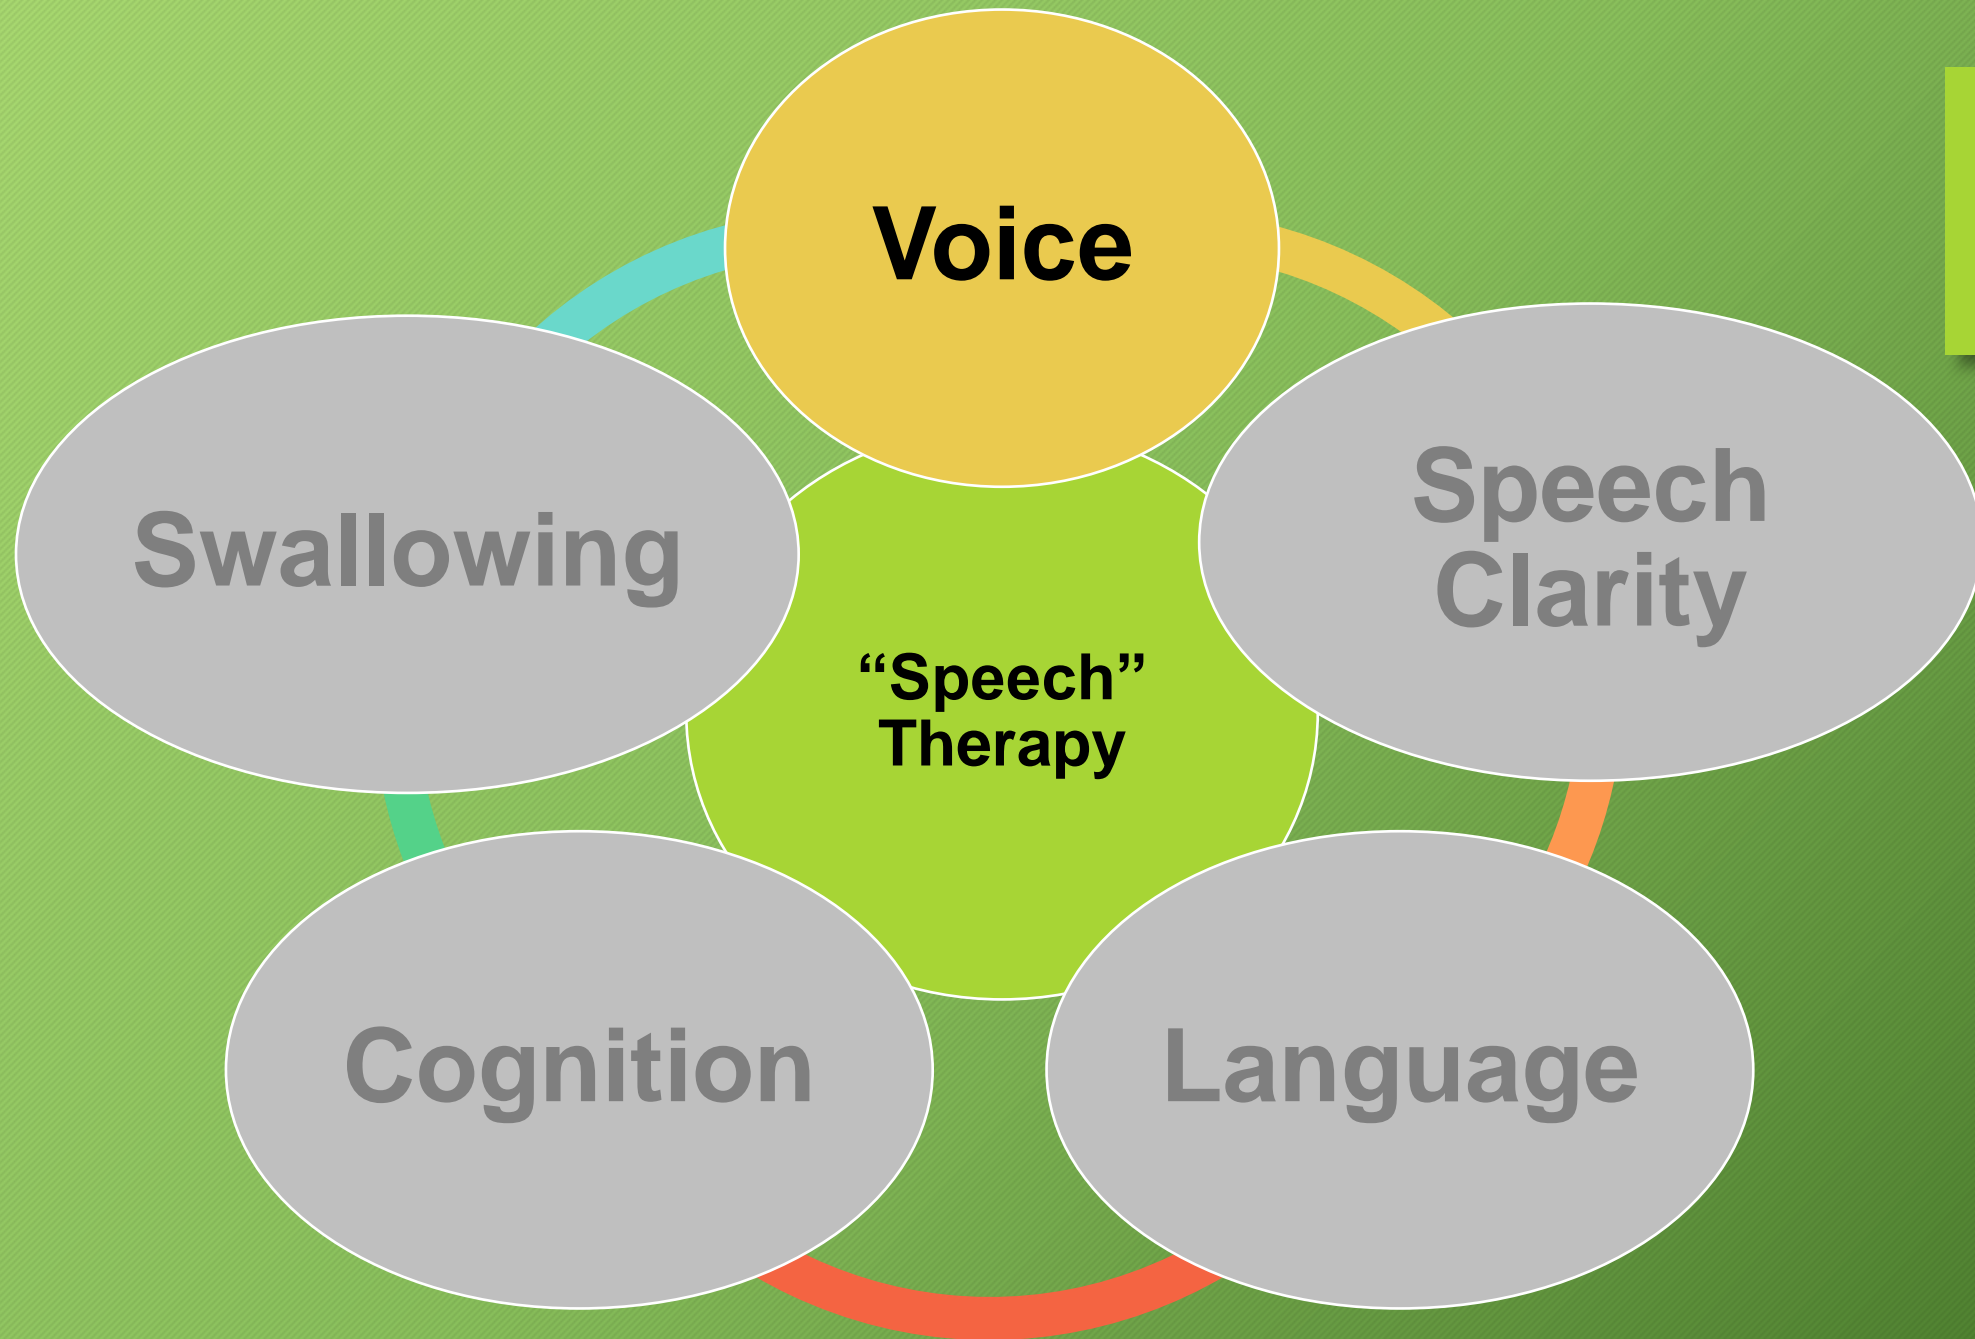 Voice
Speech
Clarity
Swallowing
“Speech”
Therapy
Cognition
Language